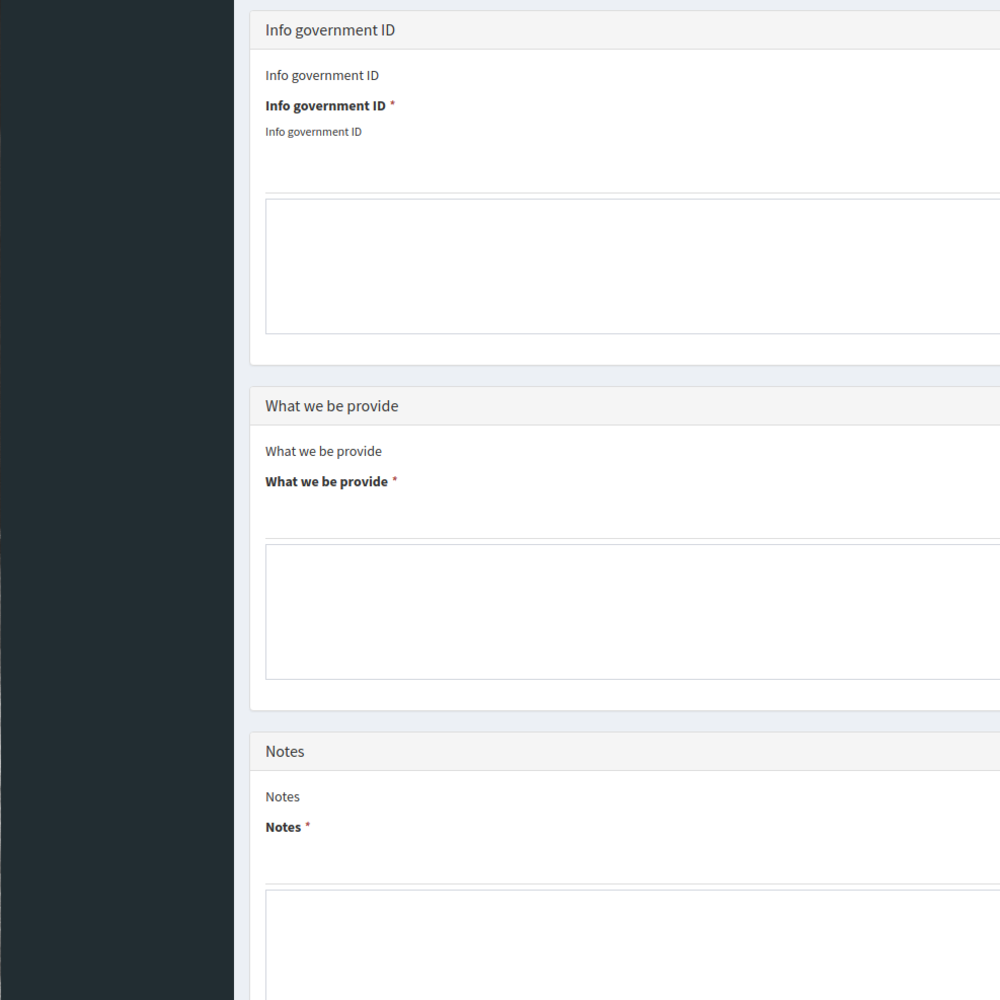 Info government ID
Info government ID
Info government ID *
Info government ID
What we be provide
What we be provide
What we be provide *
Notes
Notes
Notes *